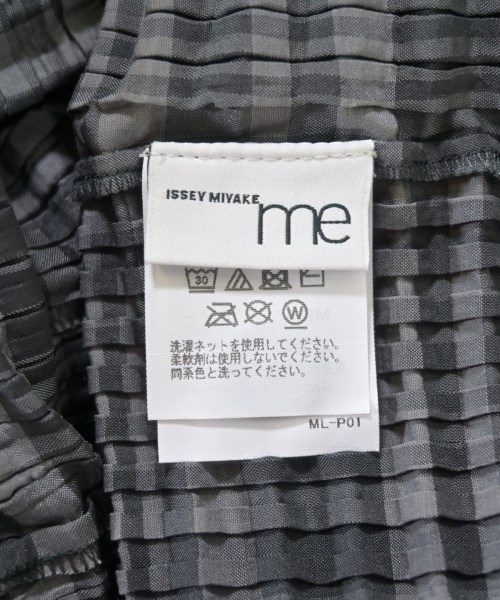 ISSEY MIYAKE me
30
W
洗濯ネットを使用してください。
柔軟剤は使用しないでください。
同系色と洗ってください。
ML-P01